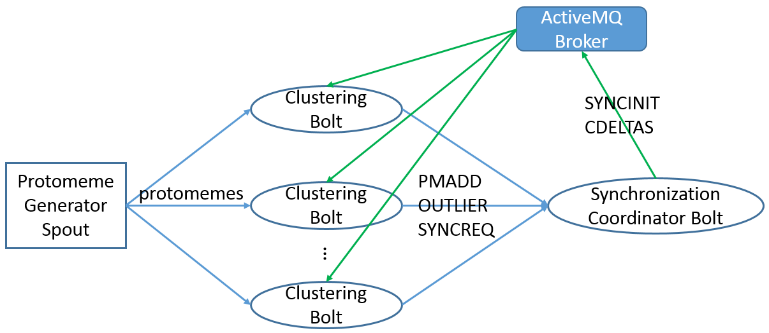 ActiveMQ
Broker
Clustering
Bolt
SYNCINIT
CDELTAS
Protomeme
Generator
Spout
protomemes
Clustering
Bolt
PMADD
OUTLIER
SYNCREQ
Synchronization
Coordinator Bolt
...
Clustering
Bolt